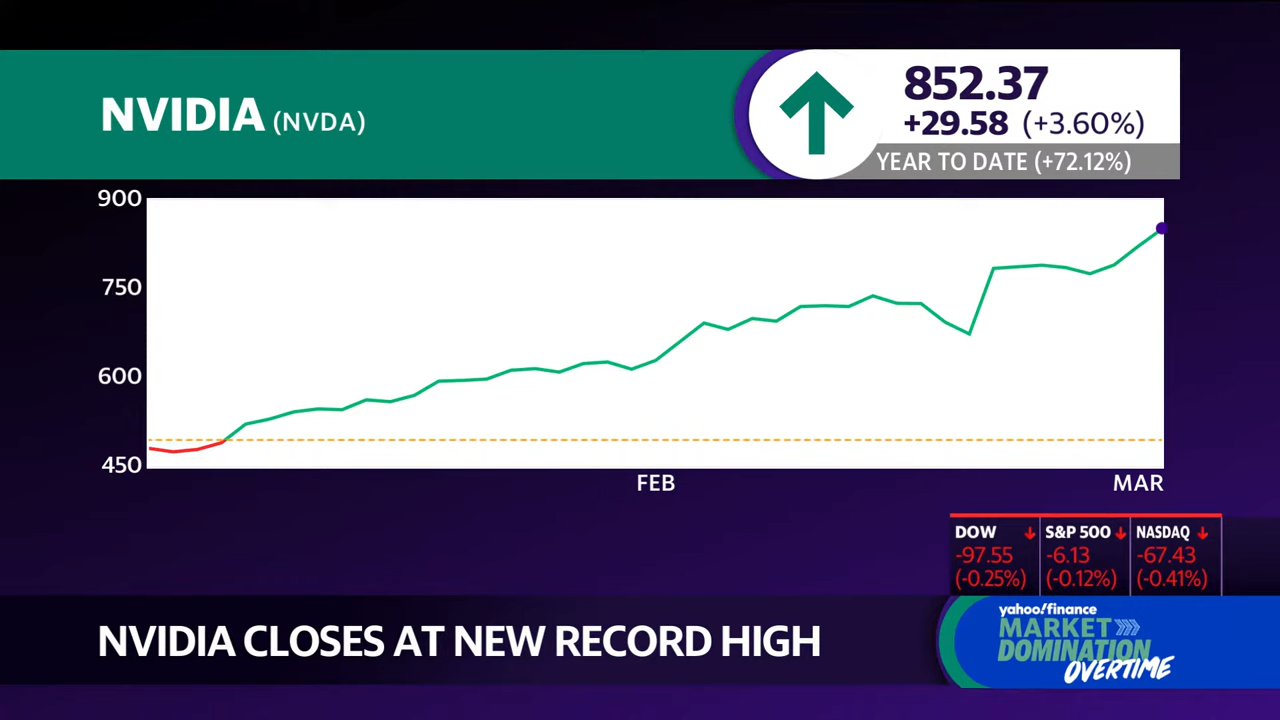 NVIDIA (NVDA)
852.37
+29.58 (+3.60%)
YEAR TO DATE (+72.12%)
900
750
600
450
FEB MAR
DOW S&P 500 NASDAQ
-97.55 -6.13 -67.43
(-0.25%) (-0.12%) (-0.41%)
NVIDIA CLOSES AT NEW RECORD HIGH
yahoo!finance
MARKET
DOMINATION
OVERTIME